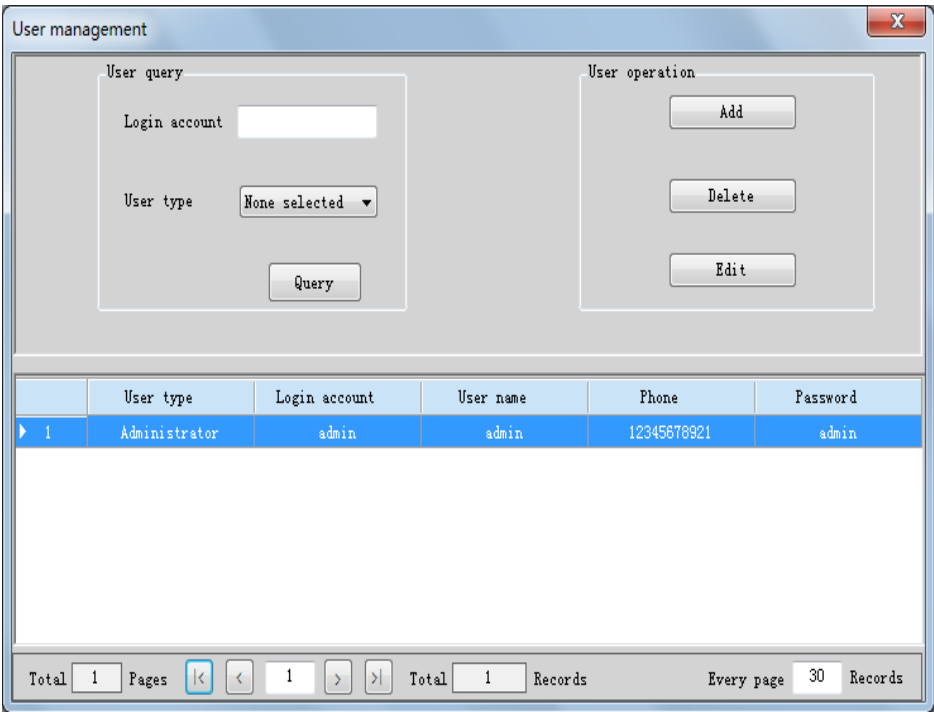 User management
User query
User operation
Login account
Add
User type None selected
Delete
Query
Edit
User type Login account User name Phone Password
1 Administrator admin admin 12345678921 admin
Total 1 Pages |< < 1 > >| Total 1 Records Every page 30 Records